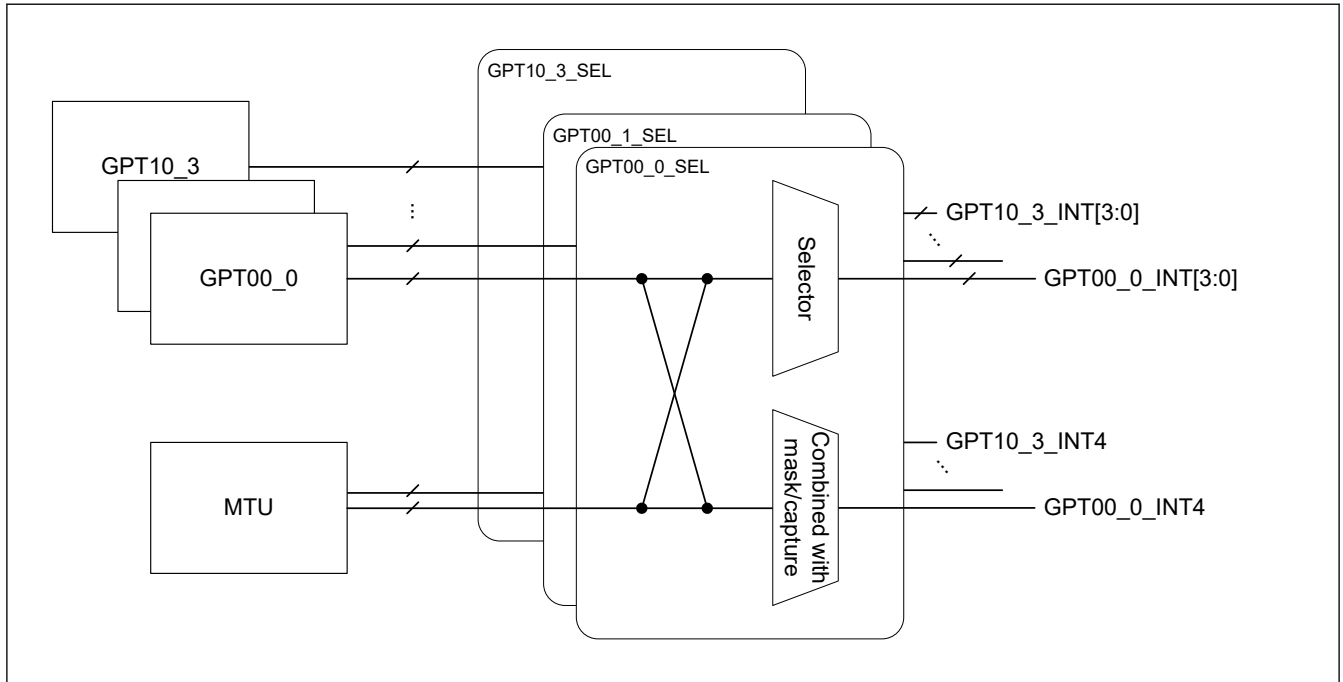 GPT10_3_SEL
GPT00_1_SEL
GPT00_0_SEL
GPT10_3
GPT00_0
MTU
Selector
Combined with
mask/capture
GPT10_3_INT[3:0]
GPT00_0_INT[3:0]
GPT10_3_INT4
GPT00_0_INT4